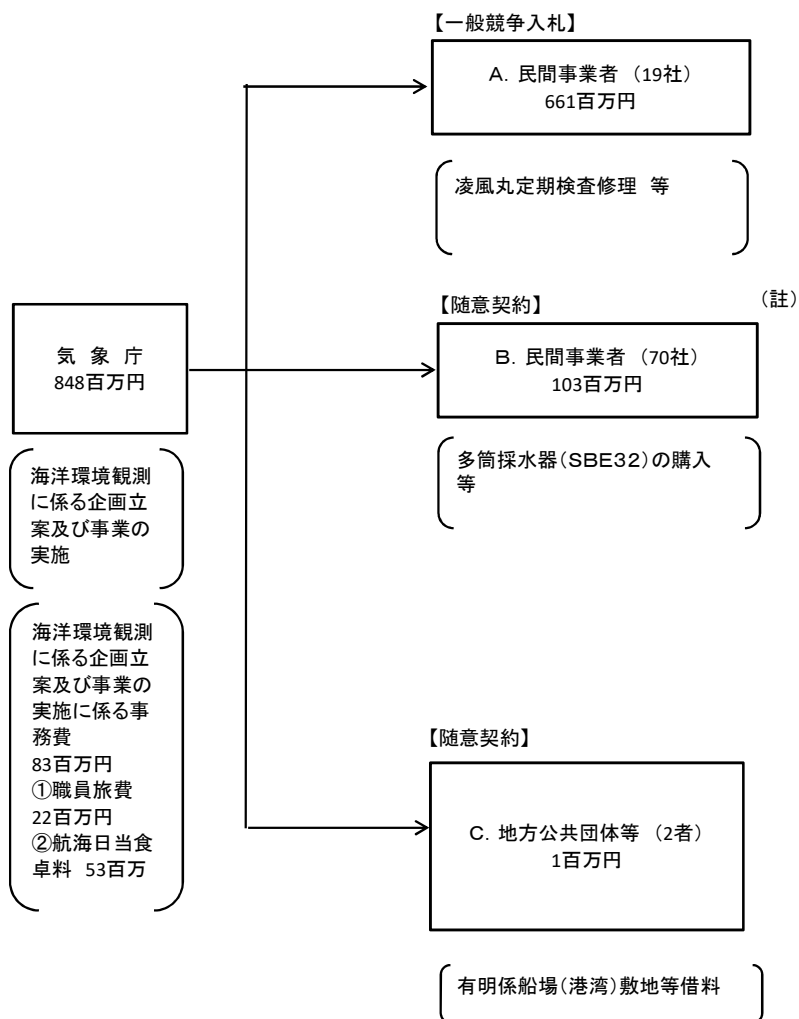 【一般競争入札】
A. 民間事業者 （19社）
661百万円
凌風丸定期検査修理 等
【随意契約】
（註）
B. 民間事業者 （70社）
103百万円
多筒採水器（SBE32）の購入
等
気 象 庁
848百万円
海洋環境観測
に係る企画立
案及び事業の
実施
海洋環境観測
に係る企画立
案及び事業の
実施に係る事
務費
83百万円
①職員旅費
22百万円
②航海日当食
卓料 53百万
【随意契約】
C. 地方公共団体等 （2者）
1百万円
有明係船場（港湾）敷地等借料